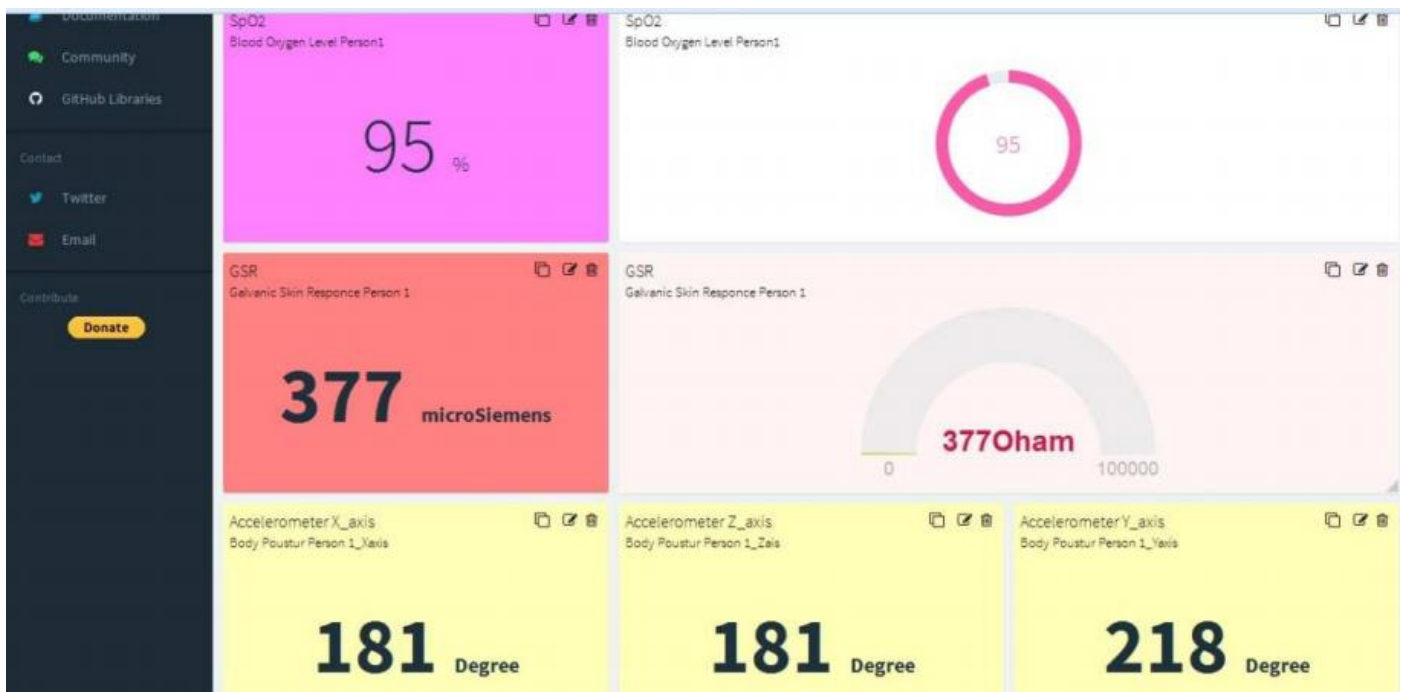 Documentation
Community
GitHub Libraries
Contact
Twitter
Email
Contribute
Donate
SpO2
Blood Oxygen Level Person1
95 %
SpO2
Blood Oxygen Level Person1
95
GSR
Galvanic Skin Responce Person 1
377 microSiemens
GSR
Galvanic Skin Responce Person 1
377Oham
0 100000
Accelerometer X_axis
Body Poustur Person 1_Xaxis
181 Degree
Accelerometer Z_axis
Body Poustur Person 1_Zais
181 Degree
Accelerometer Y_axis
Body Poustur Person 1_Yaxis
218 Degree